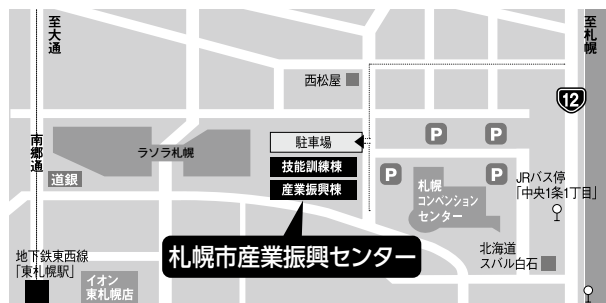 至大通
至札幌
西松屋
12
南郷通
駐車場
P
P
ラソラ札幌
技能訓練棟
道銀
産業振興棟
P
P
札幌
コンベンション
センター
JRバス停
「中央1条1丁目」
札幌市産業振興センター
地下鉄東西線
「東札幌駅」
イオン
東札幌店
北海道
スバル白石